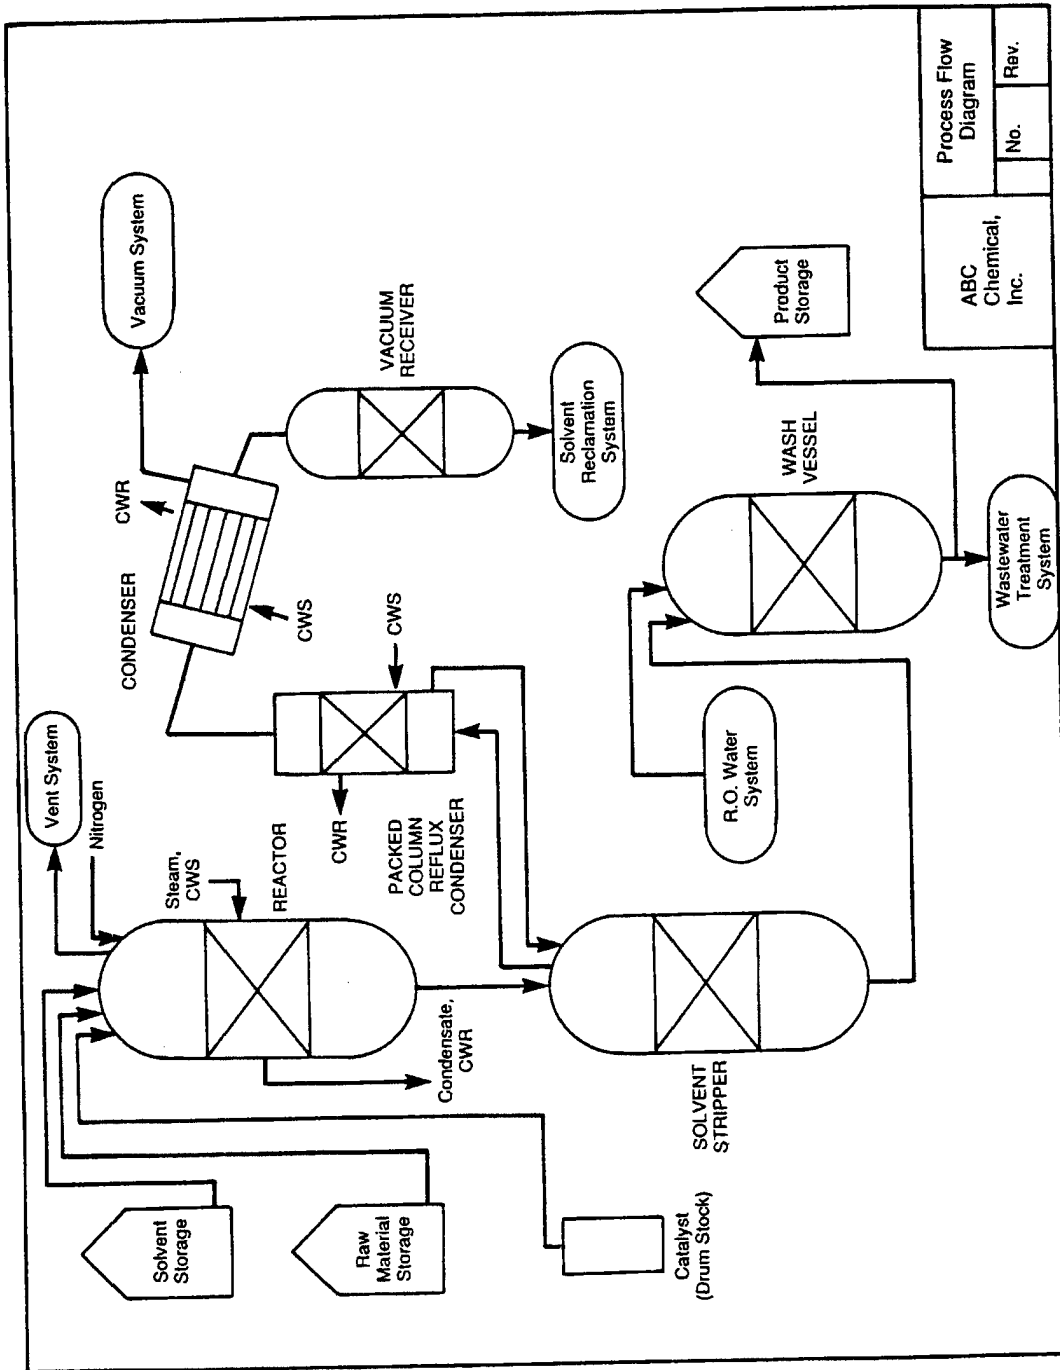 Solvent
Storage
Raw
Material
Storage
Catalyst
(Drum Stock)
Vent System
Nitrogen
Steam,
CWS
REACTOR
Condensate,
CWR
SOLVENT
STRIPPER
PACKED
COLUMN
REFLUX
CONDENSER
CWR
CWS
CONDENSER
CWR
CWS
Vacuum System
VACUUM
RECEIVER
Solvent
Reclamation
System
R.O. Water
System
WASH
VESSEL
Wastewater
Treatment
System
Product
Storage
ABC
Chemical,
Inc.
Process Flow
Diagram
No.
Rev.